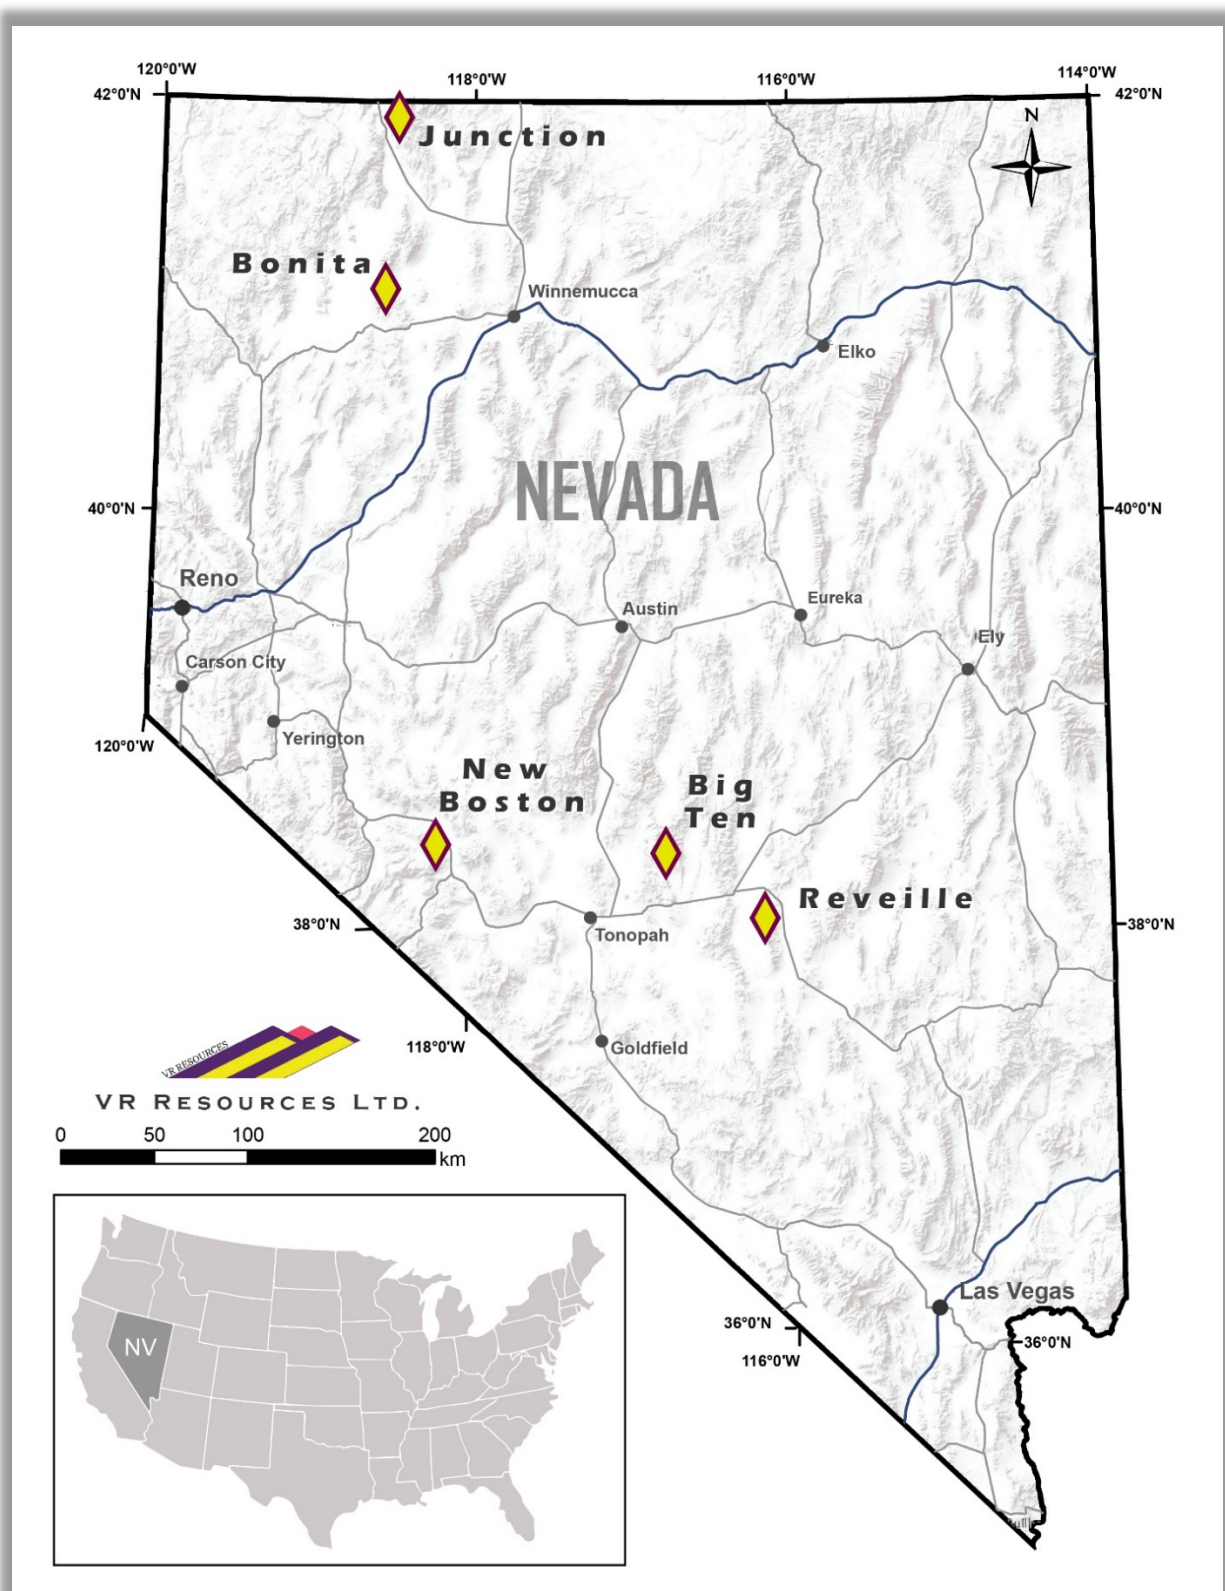 120°0'W
118°0'W
116°0'W
114°0'W
42°0'N
42°0'N
N
Junction
Bonita
Winnemucca
Elko
NEVADA
40°0'N
40°0'N
Reno
Austin
Eureka
Ely
Carson City
Yerington
120°0'W
New
Boston
Big
Ten
Reveille
38°0'N
38°0'N
Tonopah
118°0'W
Goldfield
VR RESOURCES
VR RESOURCES LTD.
0 50 100 200
km
NV
Las Vegas
36°0'N
36°0'N
116°0'W